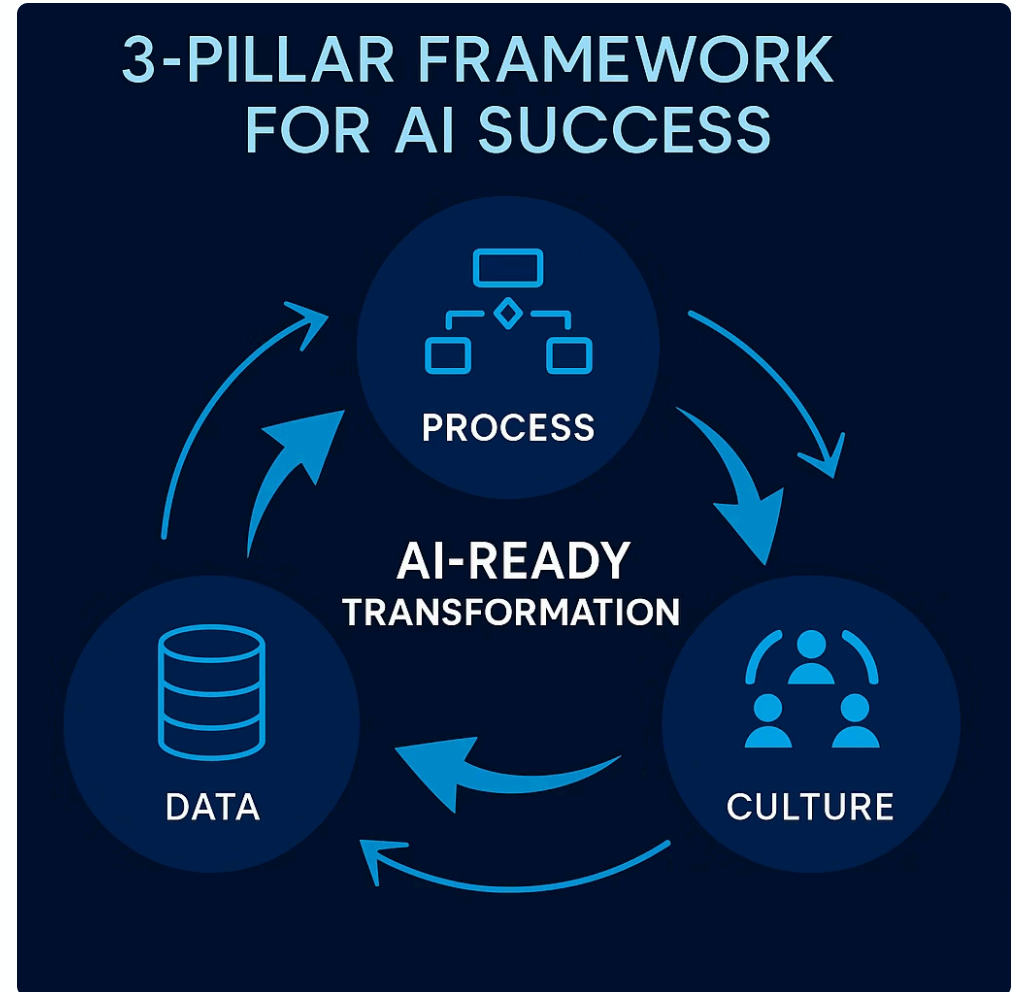 3-PILLAR FRAMEWORK
FOR AI SUCCESS
PROCESS
AI-READY
TRANSFORMATION
DATA
CULTURE